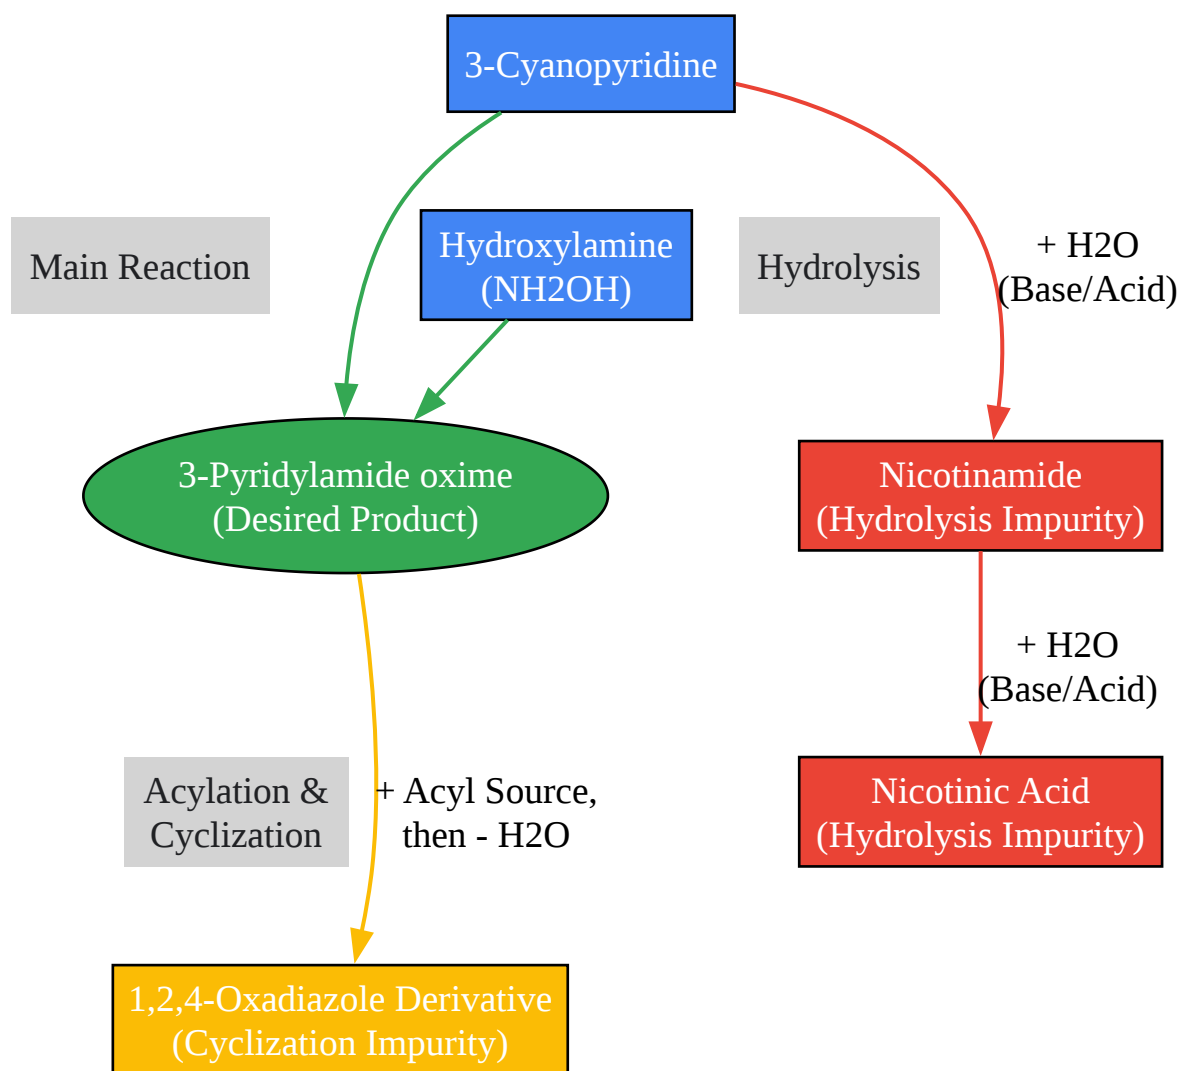 3-Cyanopyridine
Main Reaction
Hydroxylamine
(NH2OH)
Hydrolysis
+ H2O
(Base/Acid)
3-Pyridylamide oxime
(Desired Product)
Nicotinamide
(Hydrolysis Impurity)
+ H2O
(Base/Acid)
Acylation &
Cyclization
+ Acyl Source,
then - H2O
Nicotinic Acid
(Hydrolysis Impurity)
1,2,4-Oxadiazole Derivative
(Cyclization Impurity)